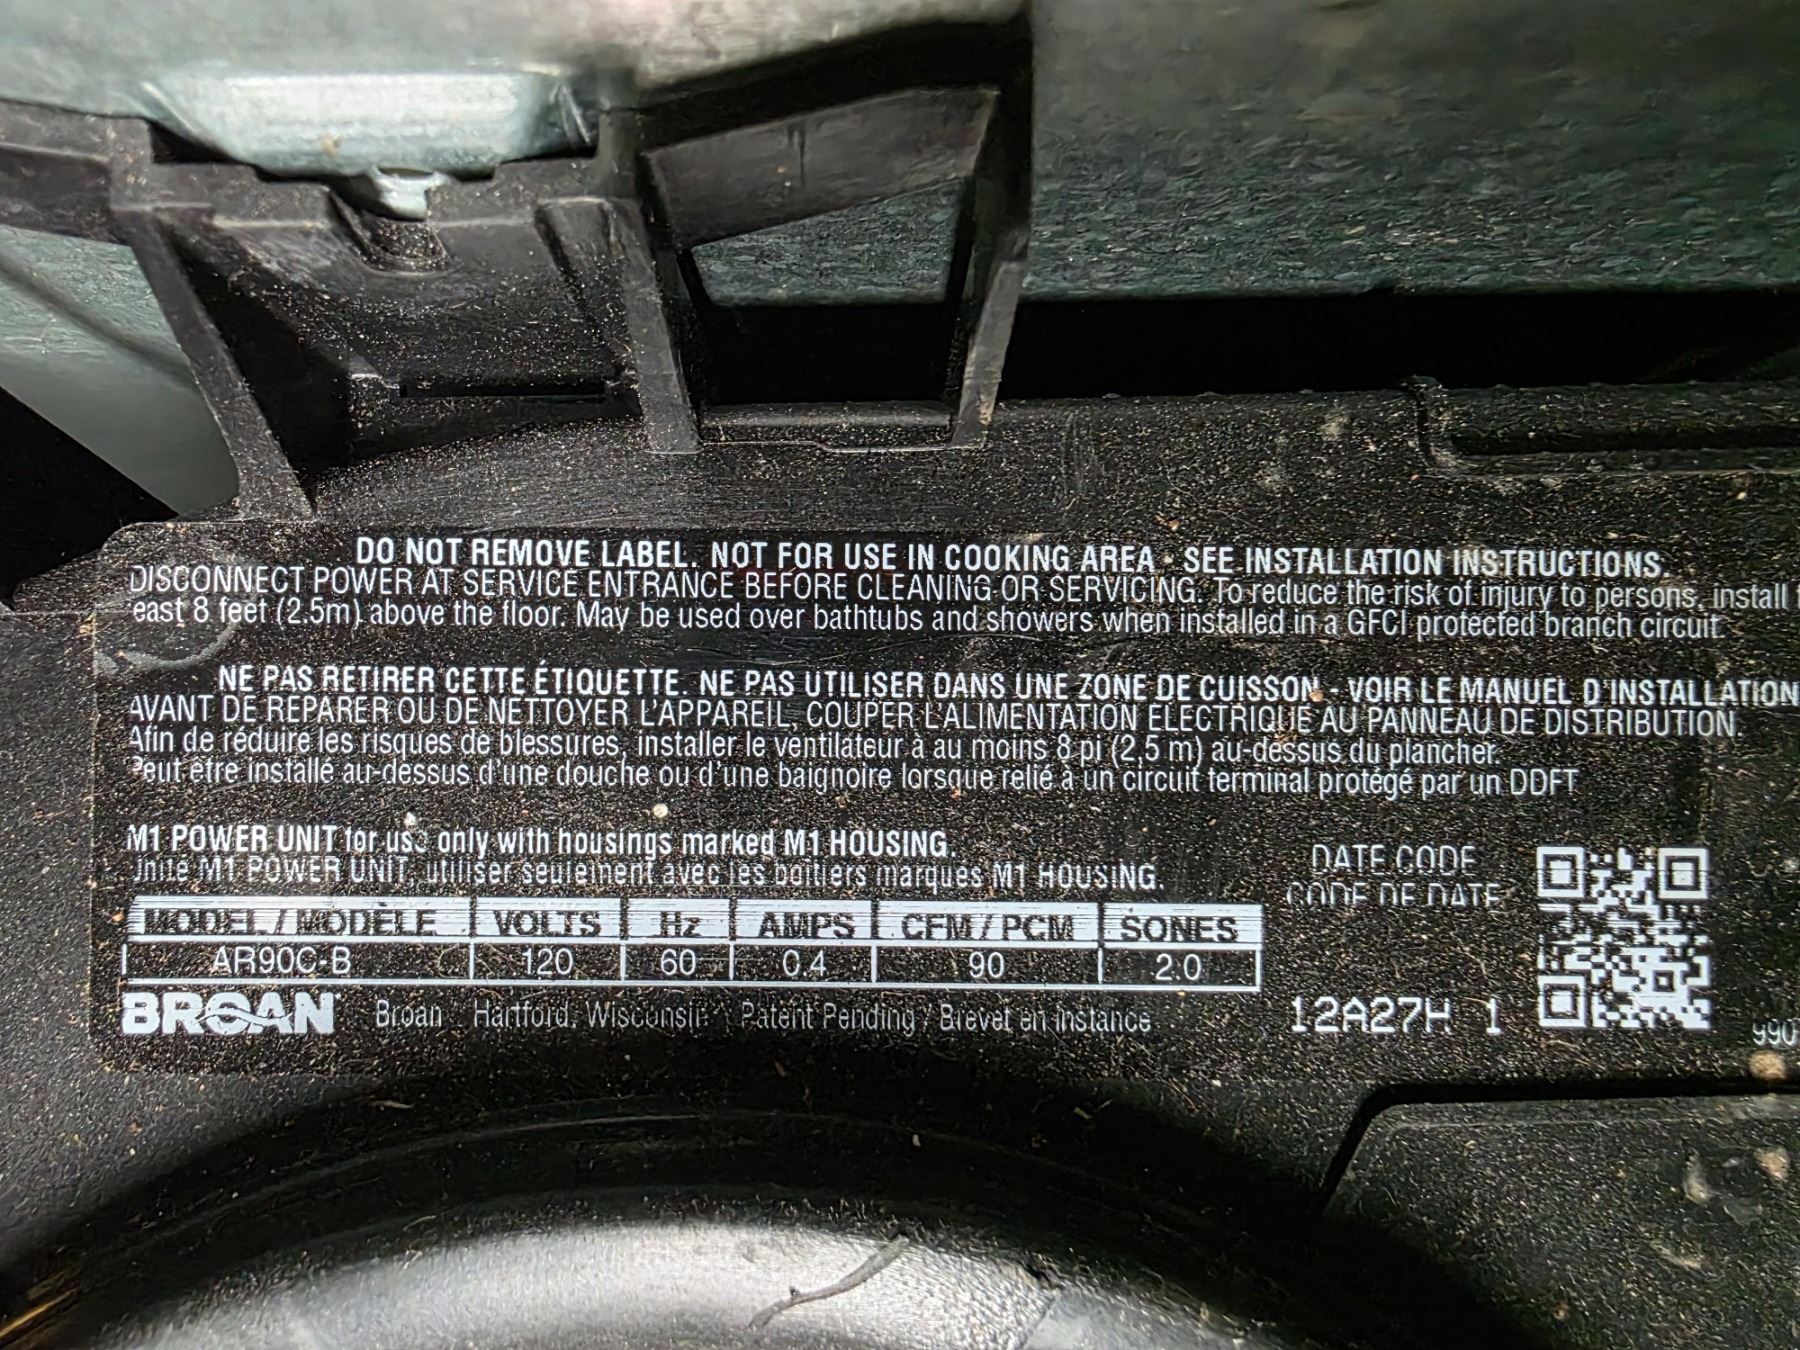 DO NOT REMOVE LABEL. NOT FOR USE IN COOKING AREA - SEE INSTALLATION INSTRUCTIONS.
DISCONNECT POWER AT SERVICE ENTRANCE BEFORE CLEANING OR SERVICING. To reduce the risk of injury to persons, install
east 8 feet (2.5m) above the floor. May be used over bathtubs and showers when installed in a GFCI protected branch circuit.
NE PAS RETIRER CETTE ÉTIQUETTE. NE PAS UTILISER DANS UNE ZONE DE CUISSON - VOIR LE MANUEL D'INSTALLATION
AVANT DE RÉPARER OU DE NETTOYER L'APPAREIL, COUPER L'ALIMENTATION ÉLECTRIQUE AU PANNEAU DE DISTRIBUTION.
Afin de réduire les risques de blessures, installer le ventilateur à au moins 8 pi (2,5 m) au-dessus du plancher.
Peut être installé au-dessus d'une douche ou d'une baignoire lorsque relié à un circuit terminal protégé par un DDFT
M1 POWER UNIT for use only with housings marked M1 HOUSING.
Unité M1 POWER UNIT, utiliser seulement avec les boîtiers marqués M1 HOUSING.
DATE CODE
CODE DE DATE
MODEL / MODÈLE VOLTS Hz AMPS CFM / PCM SONES
AR90C-B 120 60 0.4 90 2.0
BROAN Broan Hartford, Wisconsin Patent Pending / Brevet en instance
12A27H 1
990